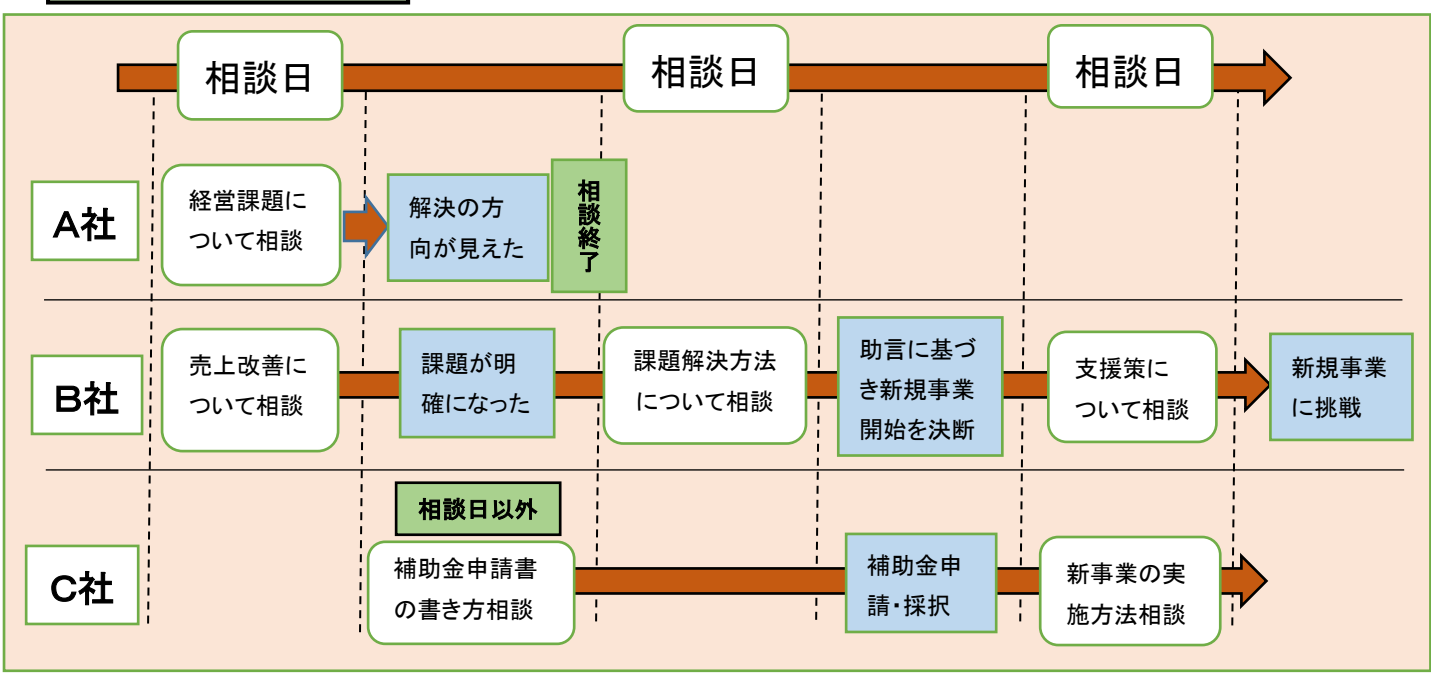 相談日
相談日
相談日
A社
経営課題に
ついて相談
解決の方
向が見えた
相談終了
B社
売上改善に
ついて相談
課題が明
確になった
課題解決方法
について相談
助言に基づ
き新規事業
開始を決断
支援策に
ついて相談
新規事業
に挑戦
C社
相談日以外
補助金申請書
の書き方相談
補助金申
請・採択
新事業の実
施方法相談